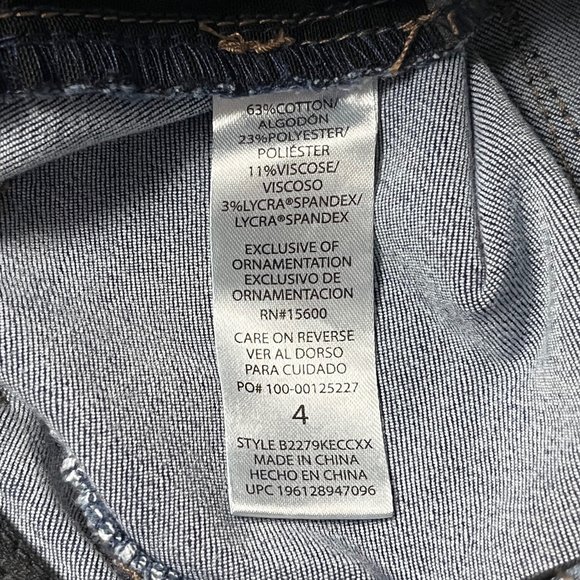 63%COTTON/
ALGODÓN
23%POLYESTER/
POLIÉSTER
11%VISCOSE/
VISCOSO
3%LYCRA®SPANDEX/
LYCRA®SPANDEX
EXCLUSIVE OF
ORNAMENTATION
EXCLUSIVO DE
ORNAMENTACION
RN#15600
CARE ON REVERSE
VER AL DORSO
PARA CUIDADO
PO# 100-00125227
4
STYLE B2279KECCXX
MADE IN CHINA
HECHO EN CHINA
UPC 196128947096